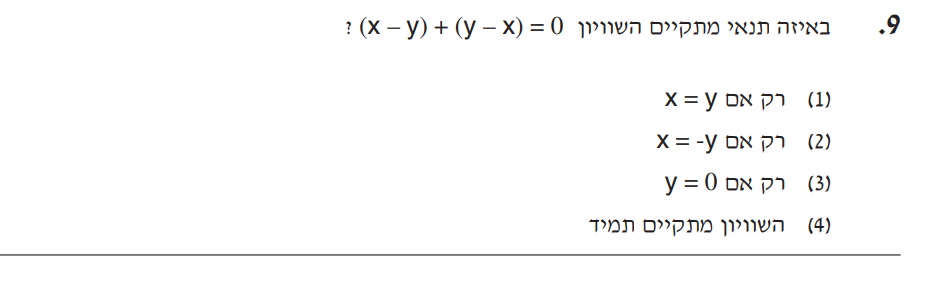 9. באיזה תנאי מתקיים השוויון (x – y) + (y – x) = 0 ?
(1) רק אם x = y
(2) רק אם x = -y
(3) רק אם y = 0
(4) השוויון מתקיים תמיד